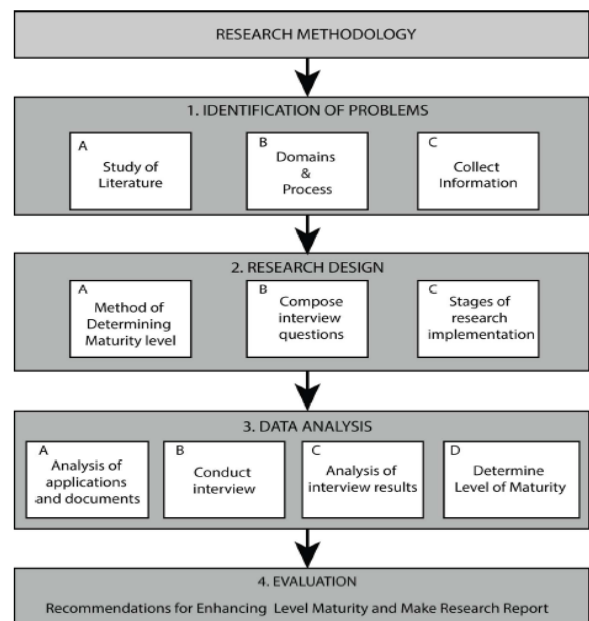 RESEARCH METHODOLOGY
1. IDENTIFICATION OF PROBLEMS
A
Study of
Literature
B
Domains
&
Process
C
Collect
Information
2. RESEARCH DESIGN
A
Method of
Determining
Maturity level
B
Compose
interview
questions
C
Stages of
research
implementation
3. DATA ANALYSIS
A
Analysis of
applications
and documents
B
Conduct
interview
C
Analysis of
interview results
D
Determine
Level of Maturity
4. EVALUATION
Recommendations for Enhancing Level Maturity and Make Research Report